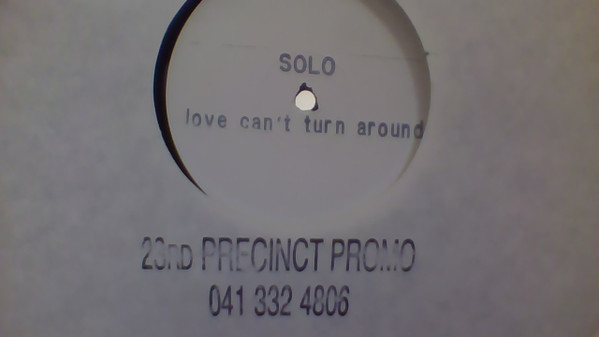 SOLO
love can't turn around
23RD PRECINCT PROMO
041 332 4806